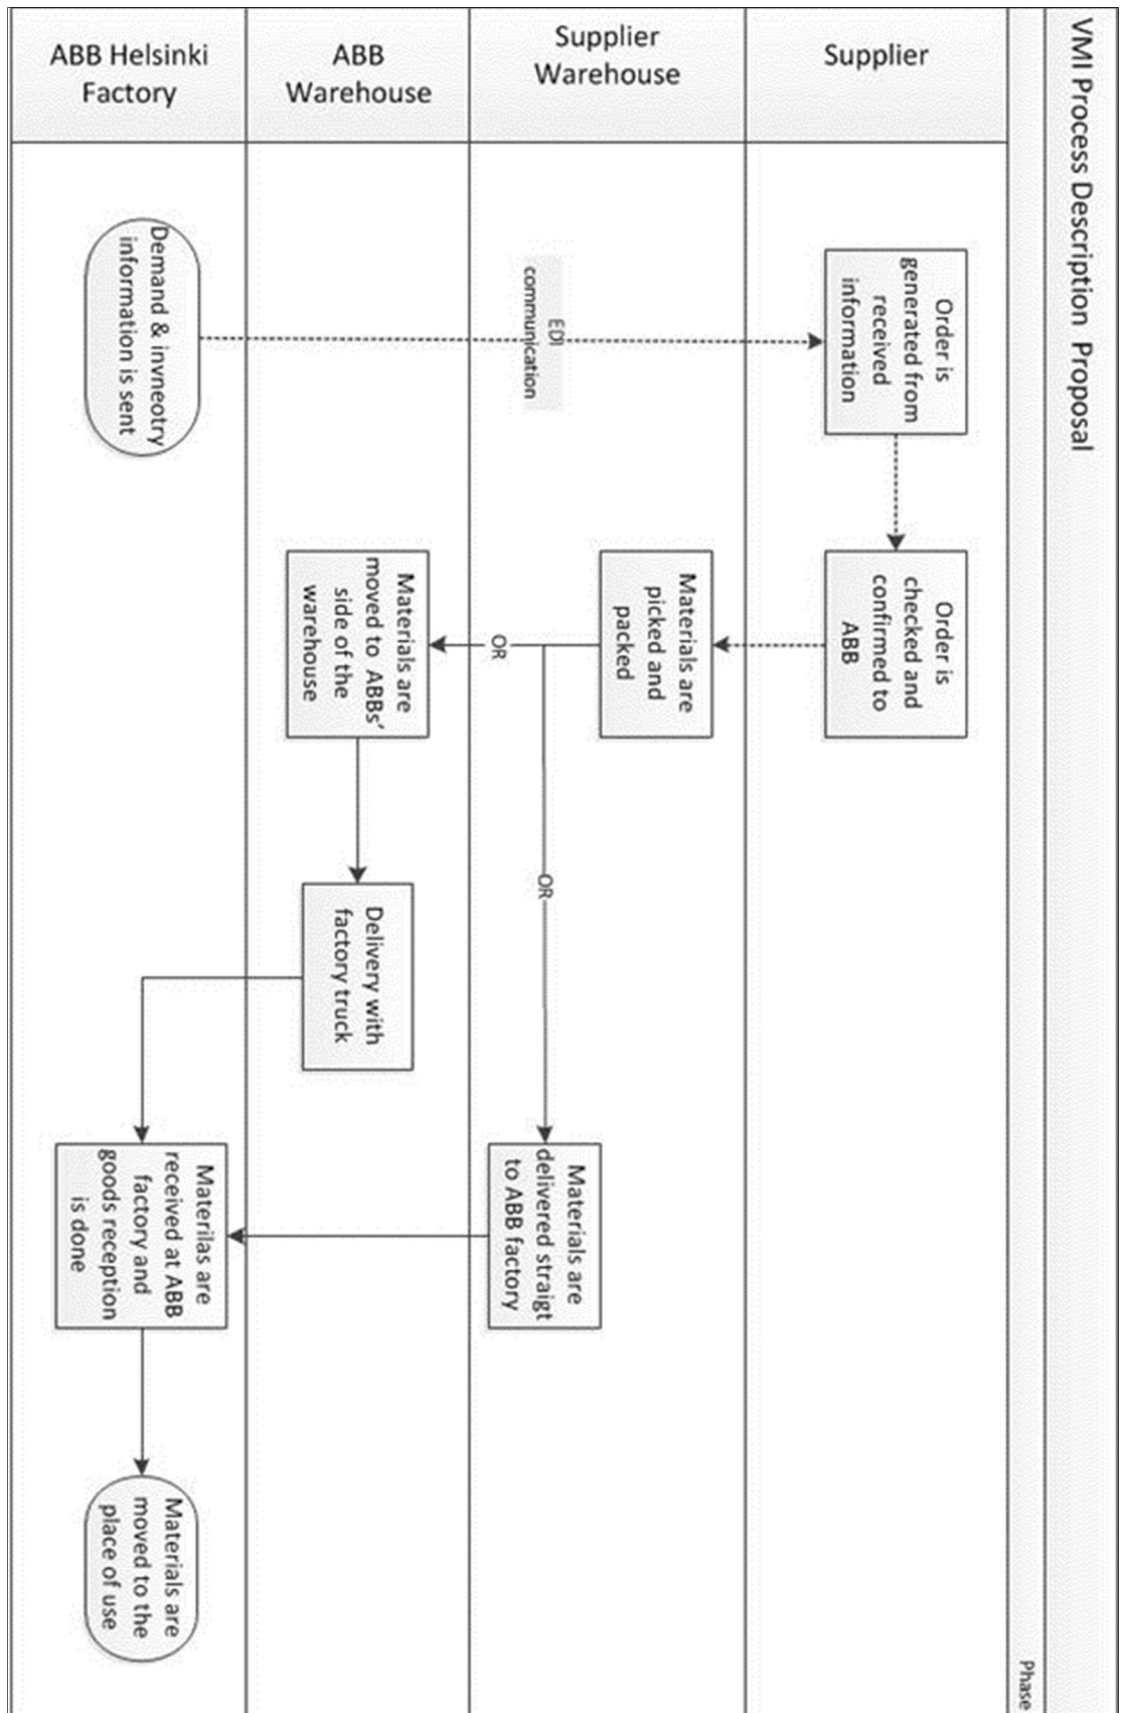 VMI Process Description Proposal
Phase
Supplier
Supplier
Warehouse
ABB
Warehouse
ABB Helsinki
Factory
Order is
generated from
received
information
Order is
checked and
confirmed to
ABB
EDI
communication
Materials are
picked and
packed
OR
OR
Materials are
delivered straigt
to ABB factory
Materials are
moved to ABBs'
side of the
warehouse
Delivery with
factory truck
Demand & invneotry
information is sent
Materilas are
received at ABB
factory and
goods reception
is done
Materials are
moved to the
place of use